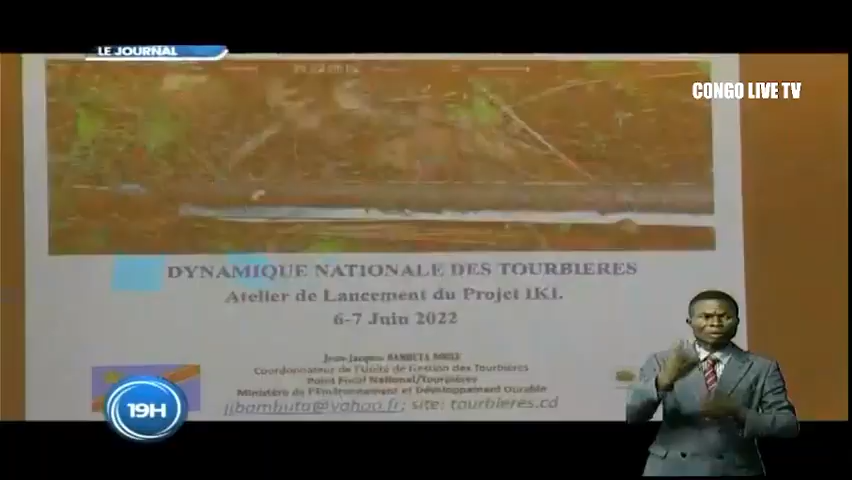 LE JOURNAL
CONGO LIVE TV
DYNAMIQUE NATIONALE DES TOURBIERES
Atelier de Lancement du Projet IKI.
6-7 Juin 2022
Jean-Jacques BAMBUTA
Coordonnateur de l'Unité de Gestion des Tourbières
Point Focal National/Tourbières
Ministère de l'Environnement et Développement Durable
jjbambuta@yahoo.fr; site: tourbieres.cd
19H